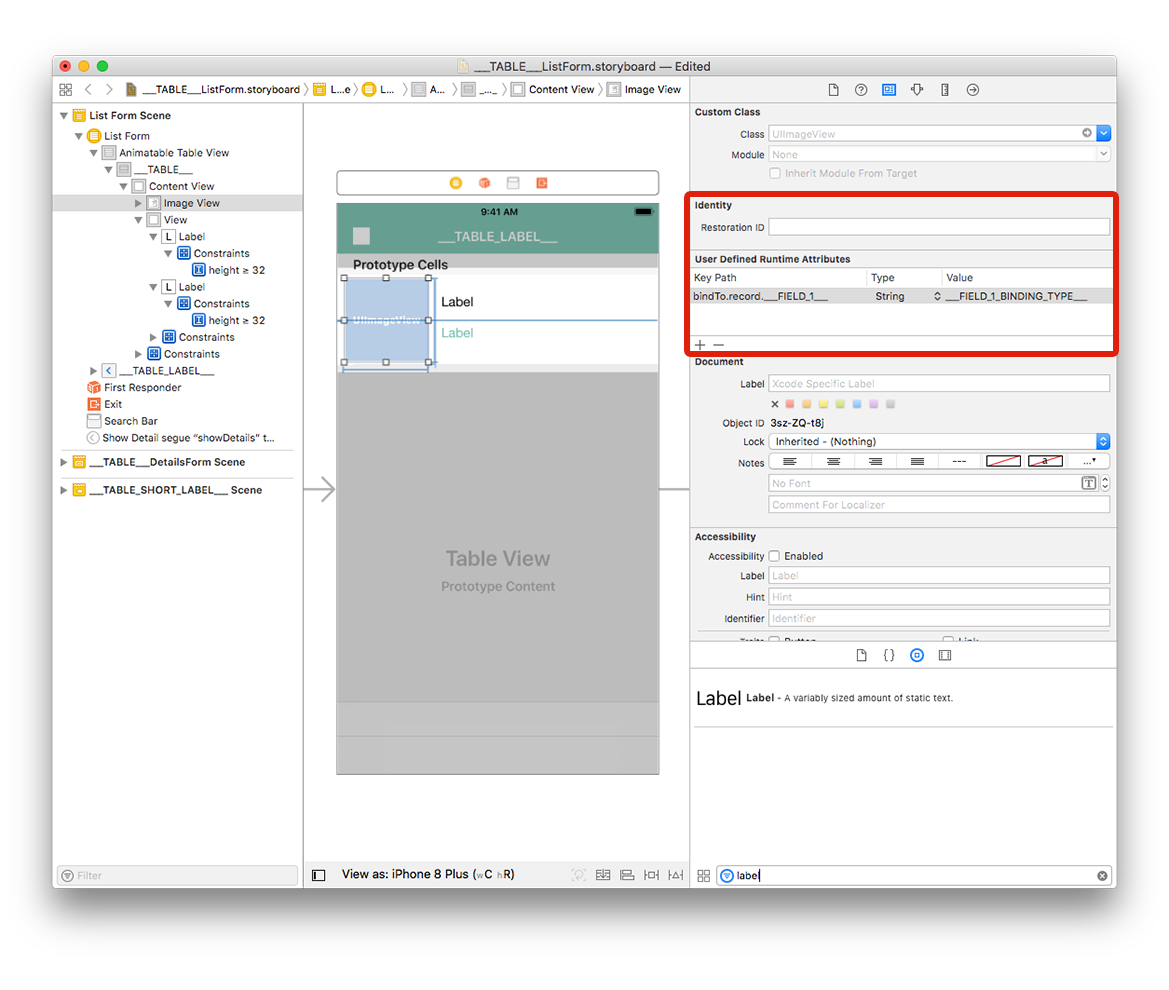 ___TABLE___ListForm.storyboard — Edited
___TABLE___ListForm.storyboard
L...e
L...
A...
_...
Content View
Image View
List Form Scene
List Form
Animatable Table View
___TABLE___
Content View
Image View
View
L Label
Constraints
height ≥ 32
L Label
Constraints
height ≥ 32
Constraints
Constraints
___TABLE_LABEL___
First Responder
Exit
Search Bar
Show Detail segue “showDetails” t...
___TABLE___DetailsForm Scene
___TABLE_SHORT_LABEL___ Scene
Filter
9:41 AM
___TABLE_LABEL___
Prototype Cells
UIImageView
Label
Label
Table View
Prototype Content
View as: iPhone 8 Plus (wC hR)
Custom Class
Class UIImageView
Module None
Inherit Module From Target
Identity
Restoration ID
User Defined Runtime Attributes
Key Path Type Value
bindTo.record.___FIELD_1___ String ___FIELD_1_BINDING_TYPE___
Document
Label Xcode Specific Label
Object ID 3sz-ZQ-t8j
Lock Inherited - (Nothing)
Notes
No Font
Comment For Localizer
Accessibility
Accessibility Enabled
Label Label
Hint Hint
Identifier Identifier
Label Label - A variably sized amount of static text.
label